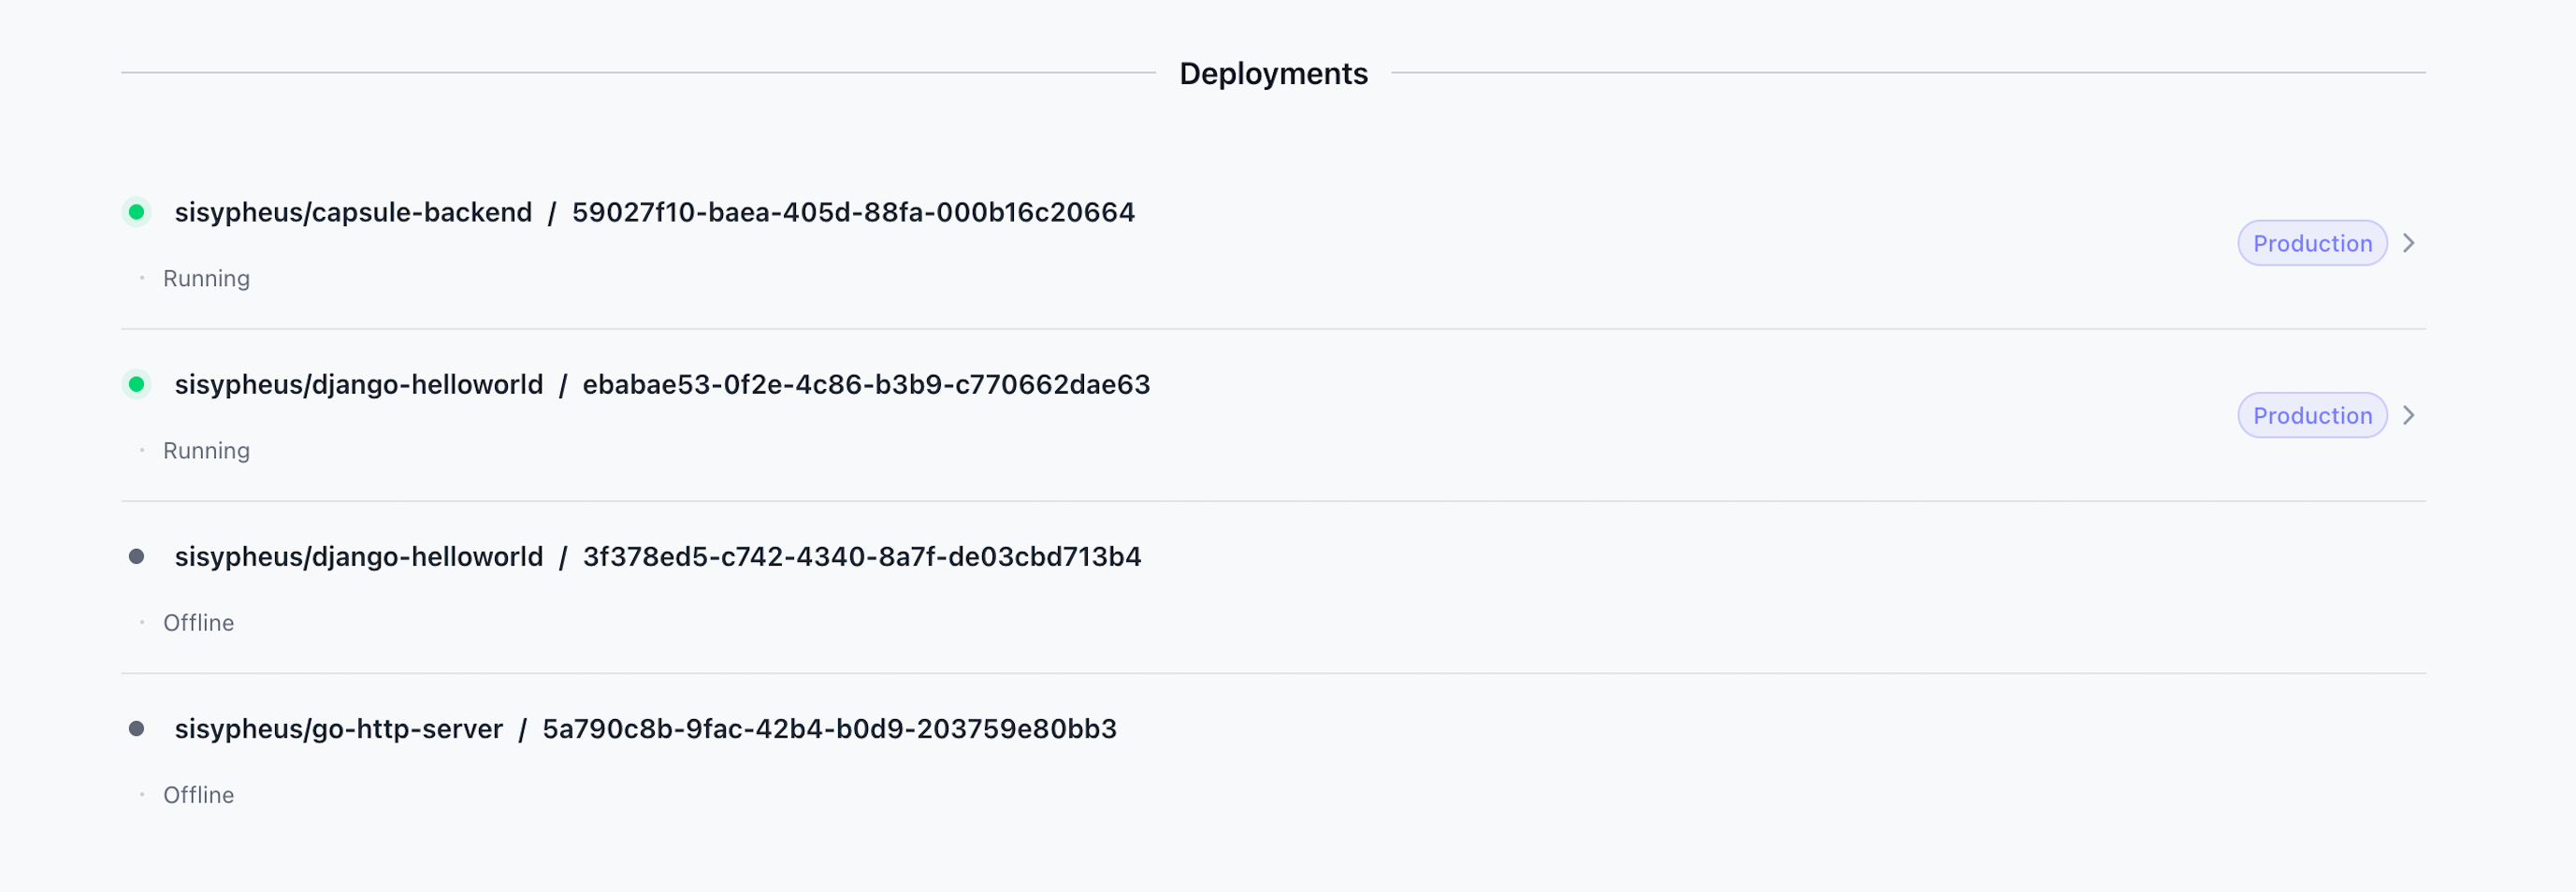 Deployments
sisypheus/capsule-backend / 59027f10-baea-405d-88fa-000b16c20664
Production
· Running
sisypheus/django-helloworld / ebabae53-0f2e-4c86-b3b9-c770662dae63
Production
· Running
sisypheus/django-helloworld / 3f378ed5-c742-4340-8a7f-de03cbd713b4
· Offline
sisypheus/go-http-server / 5a790c8b-9fac-42b4-b0d9-203759e80bb3
· Offline